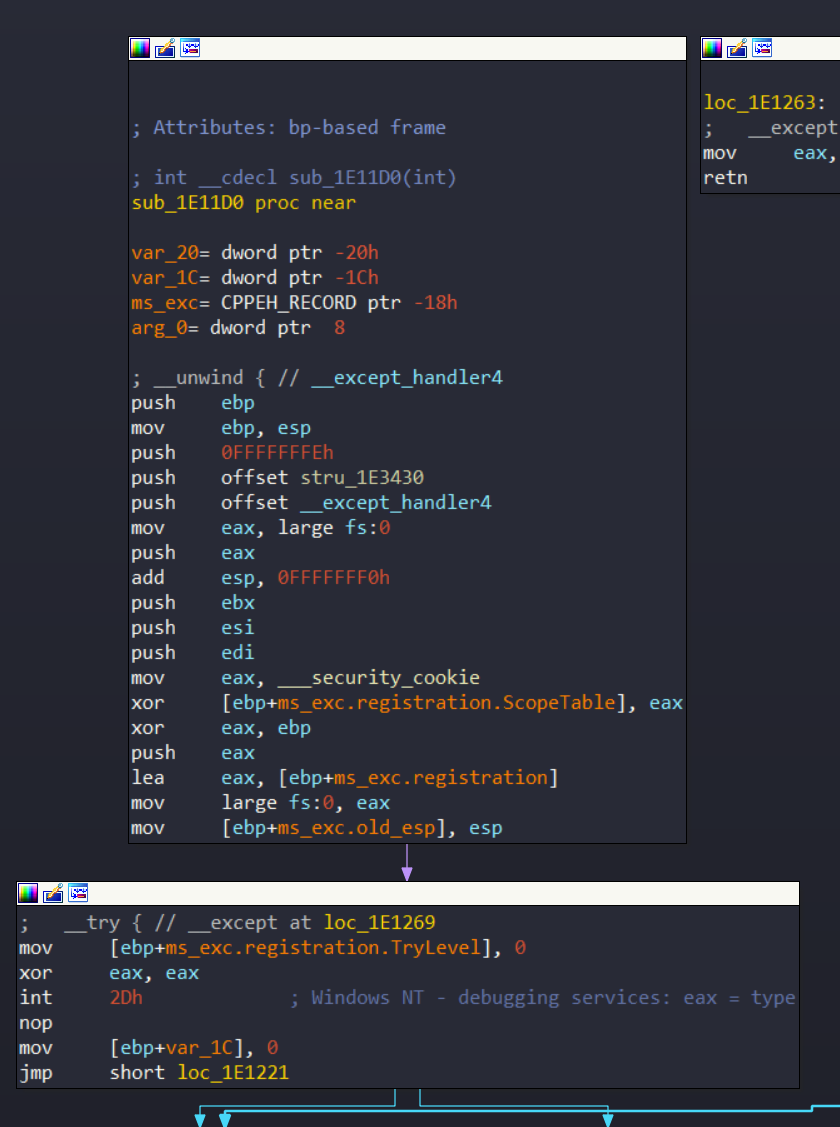 ; Attributes: bp-based frame
; int __cdecl sub_1E11D0(int)
sub_1E11D0 proc near
var_20= dword ptr -20h
var_1C= dword ptr -1Ch
ms_exc= CPPEH_RECORD ptr -18h
arg_0= dword ptr  8
; __unwind { // __except_handler4
push    ebp
mov     ebp, esp
push    0FFFFFFFEh
push    offset stru_1E3430
push    offset __except_handler4
mov     eax, large fs:0
push    eax
add     esp, 0FFFFFFF0h
push    ebx
push    esi
push    edi
mov     eax, ___security_cookie
xor     [ebp+ms_exc.registration.ScopeTable], eax
xor     eax, ebp
push    eax
lea     eax, [ebp+ms_exc.registration]
mov     large fs:0, eax
mov     [ebp+ms_exc.old_esp], esp
loc_1E1263:
;   __except
mov     eax,
retn
;   __try { // __except at loc_1E1269
mov     [ebp+ms_exc.registration.TryLevel], 0
xor     eax, eax
int     2Dh             ; Windows NT - debugging services: eax = type
nop
mov     [ebp+var_1C], 0
jmp     short loc_1E1221